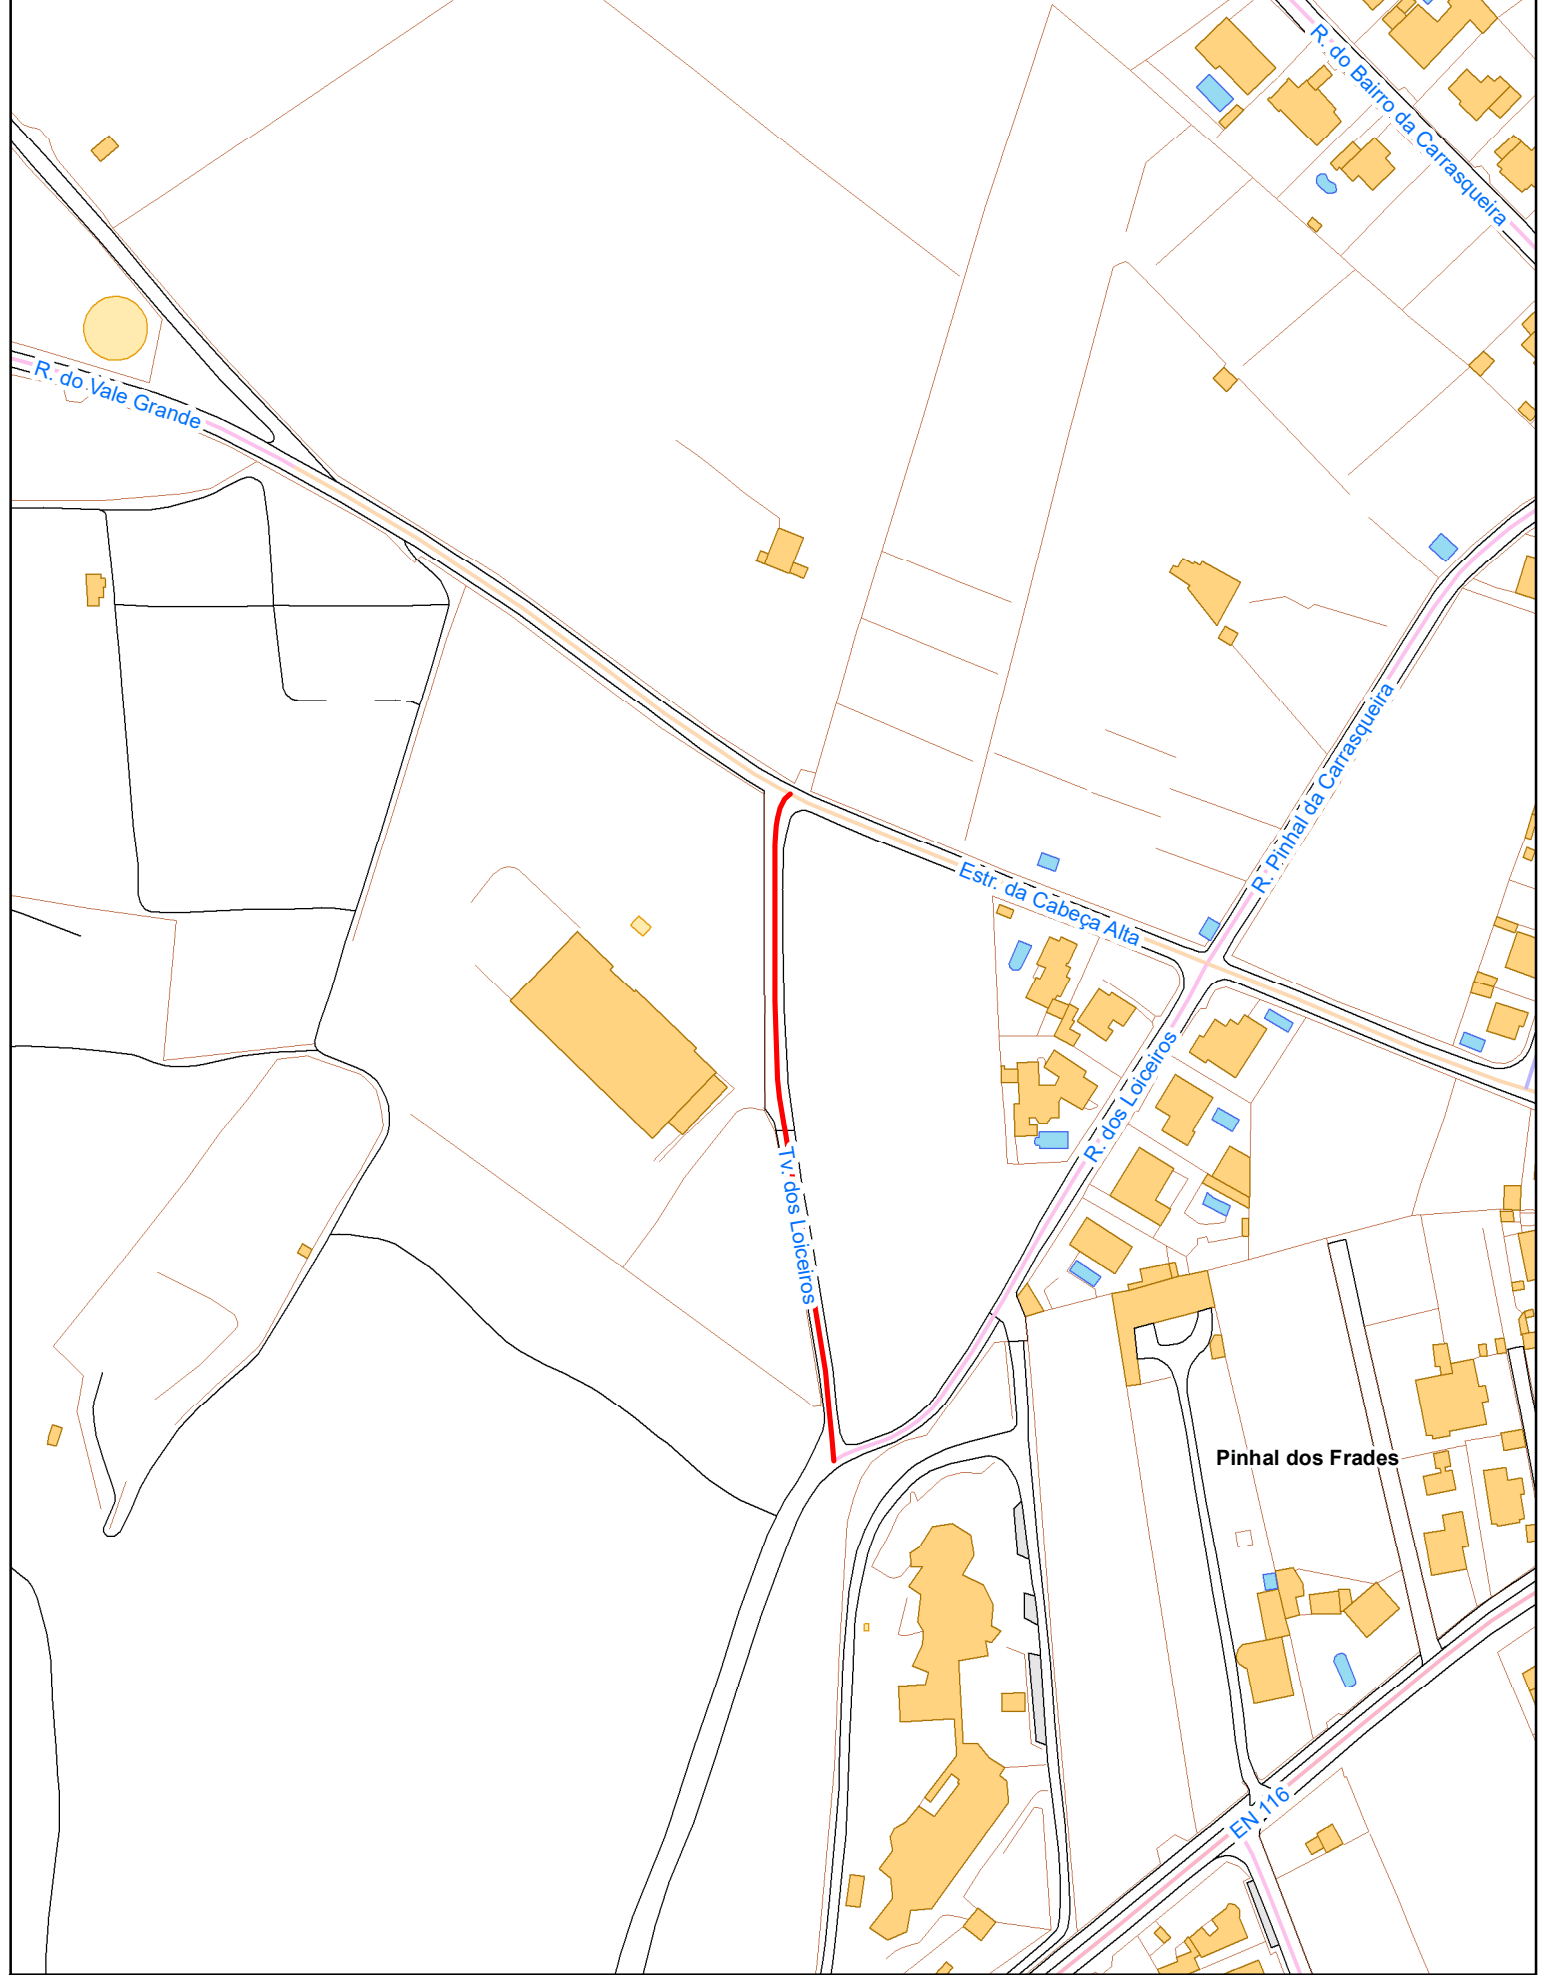 R. do Bairro da Carrasqueira
R. do Vale Grande
R. Pinhal da Carrasqueira
Estr. da Cabeça Alta
R. dos Loiceiros
Tv. dos Loiceiros
Pinhal dos Frades
EN 116